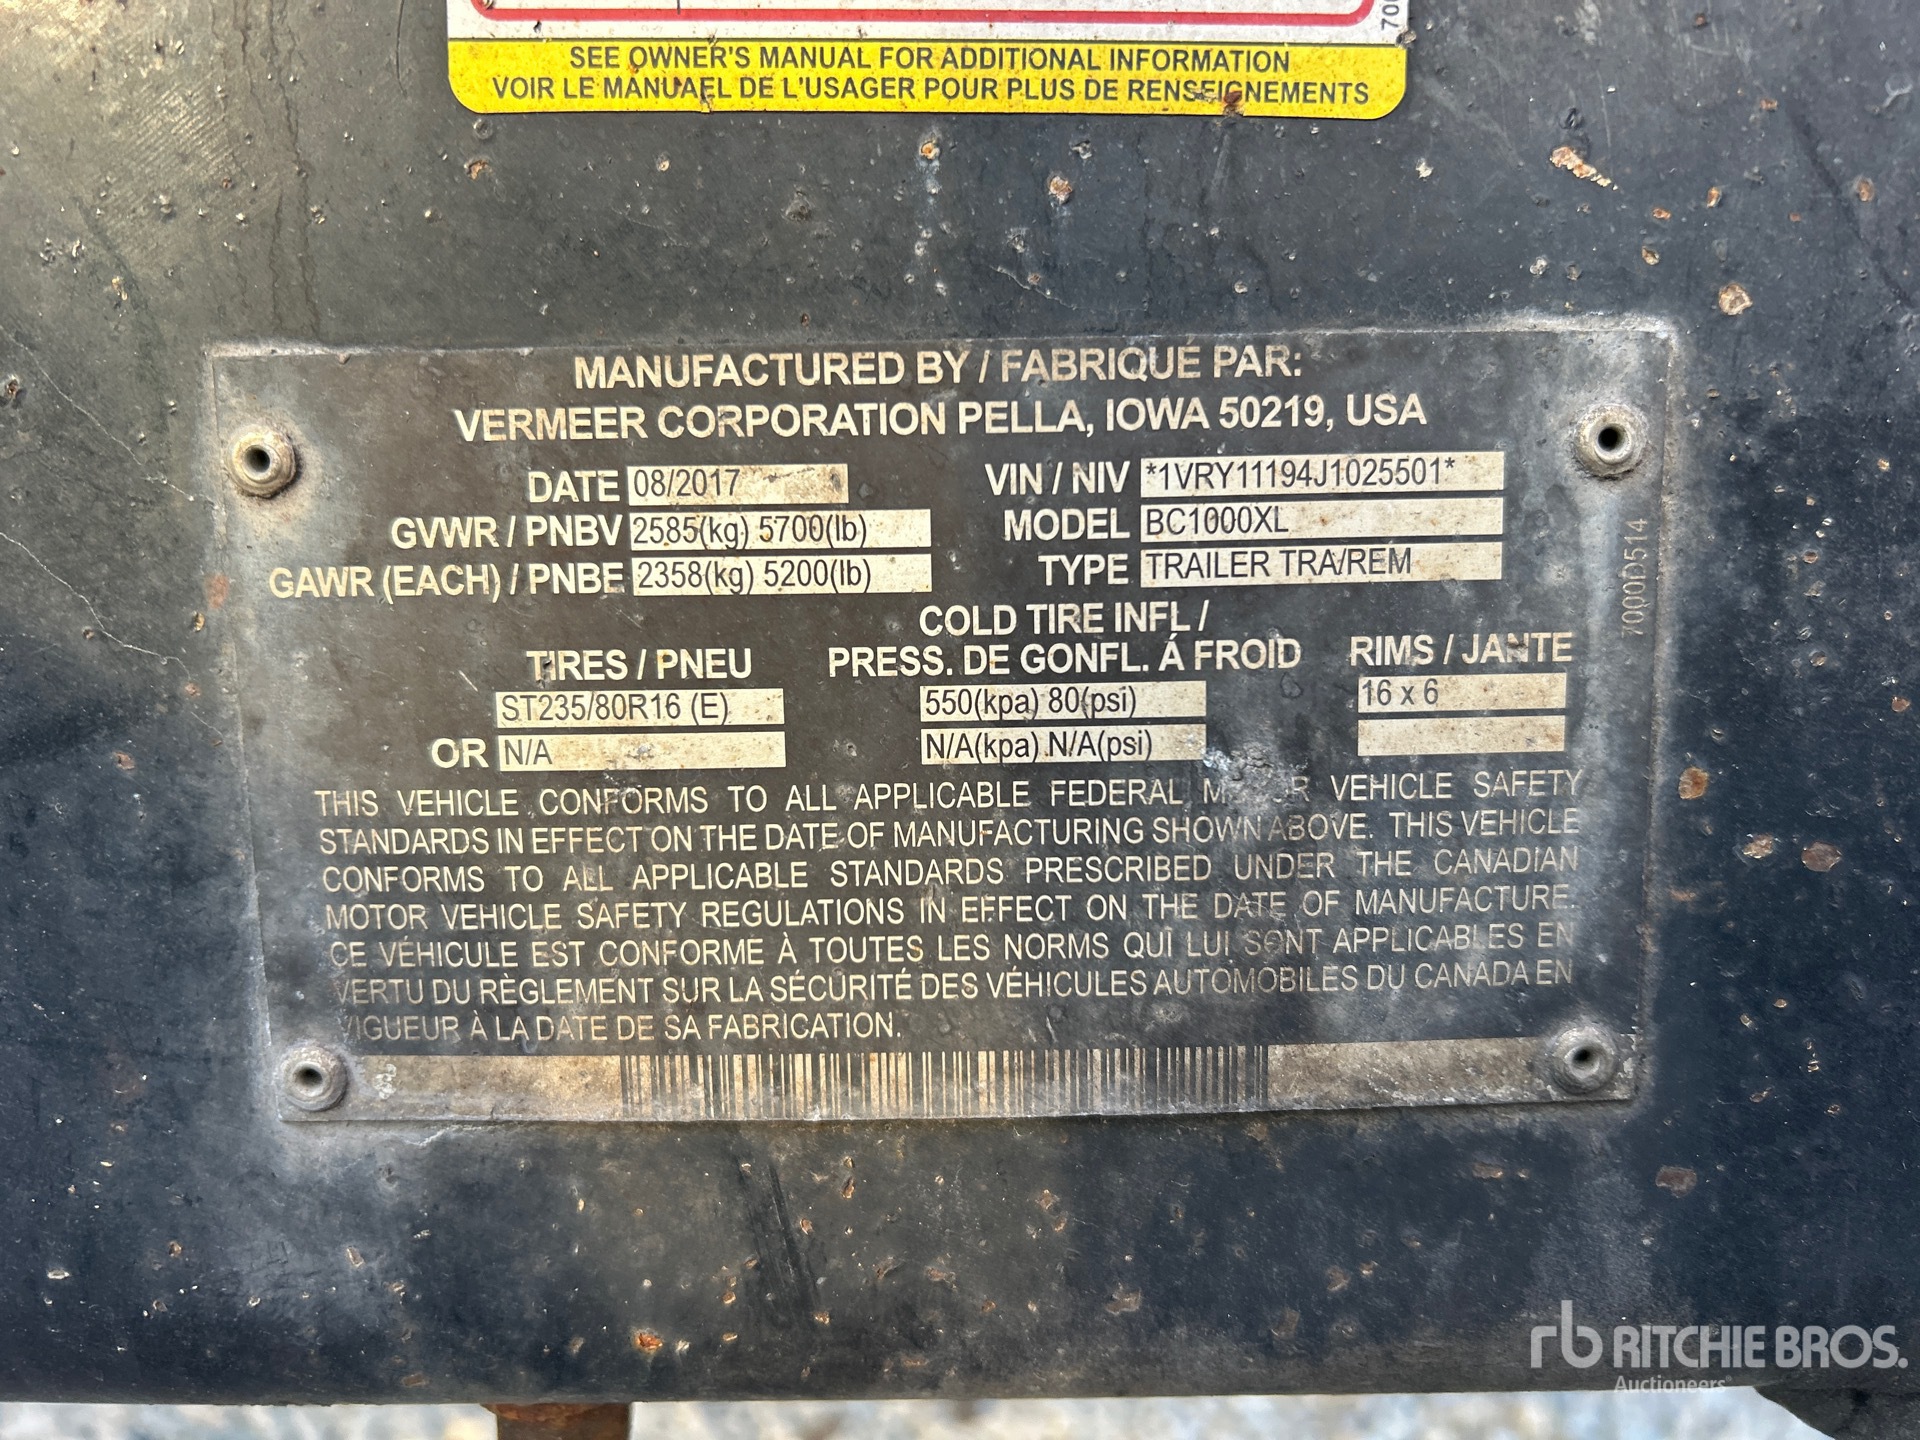 SEE OWNER'S MANUAL FOR ADDITIONAL INFORMATION
VOIR LE MANUAEL DE L'USAGER POUR PLUS DE RENSEIGNEMENTS
MANUFACTURED BY / FABRIQUÉ PAR:
VERMEER CORPORATION PELLA, IOWA 50219, USA
DATE 08/2017 VIN / NIV *1VRY11194J1025501*
GVWR / PNBV 2585(kg) 5700(lb) MODEL BC1000XL
GAWR (EACH) / PNBE 2358(kg) 5200(lb) TYPE TRAILER TRA/REM
COLD TIRE INFL /
TIRES / PNEU PRESS. DE GONFL. Á FROID RIMS / JANTE
ST235/80R16 (E) 550(kpa) 80(psi) 16 x 6
OR N/A N/A(kpa) N/A(psi)
THIS VEHICLE CONFORMS TO ALL APPLICABLE FEDERAL MOTOR VEHICLE SAFETY
STANDARDS IN EFFECT ON THE DATE OF MANUFACTURING SHOWN ABOVE. THIS VEHICLE
CONFORMS TO ALL APPLICABLE STANDARDS PRESCRIBED UNDER THE CANADIAN
MOTOR VEHICLE SAFETY REGULATIONS IN EFFECT ON THE DATE OF MANUFACTURE.
CE VÉHICULE EST CONFORME À TOUTES LES NORMS QUI LUI SONT APPLICABLES EN
VERTU DU RÈGLEMENT SUR LA SÉCURITÉ DES VÉHICULES AUTOMOBILES DU CANADA EN
VIGUEUR À LA DATE DE SA FABRICATION.
7000D514
rb RITCHIE BROS.
Auctioneers